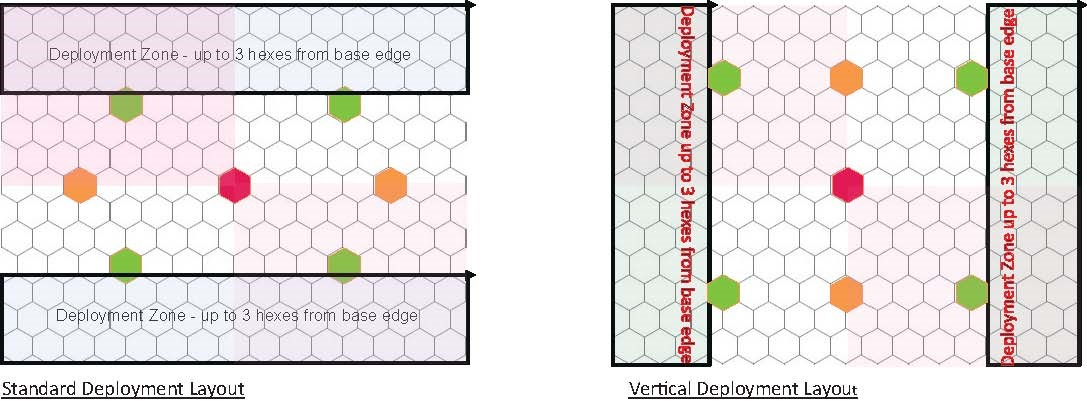 Deployment Zone - up to 3 hexes from base edge
Deployment Zone - up to 3 hexes from base edge
Standard Deployment Layout
Deployment Zone up to 3 hexes from base edge
Deployment Zone up to 3 hexes from base edge
Vertical Deployment Layout